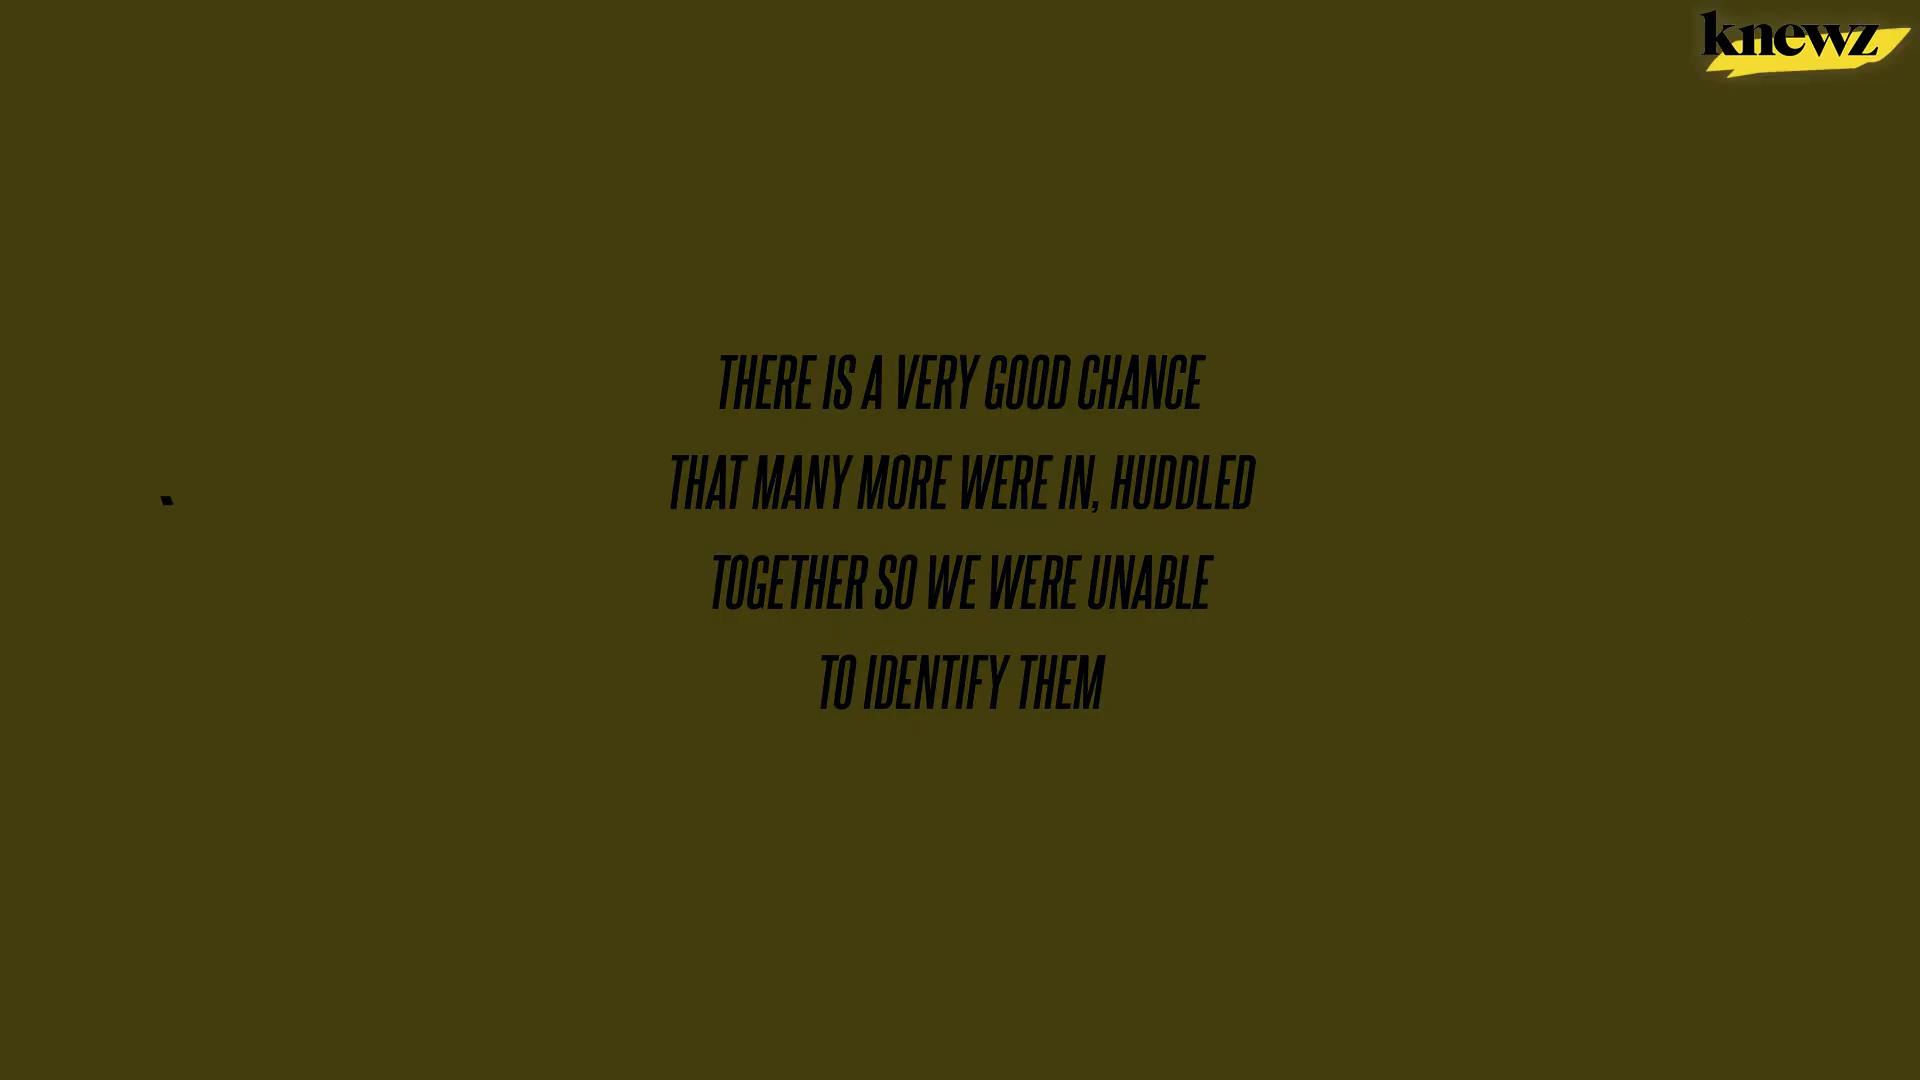 knewz
THERE IS A VERY GOOD CHANCE
THAT MANY MORE WERE IN, HUDDLED
TOGETHER SO WE WERE UNABLE
TO IDENTIFY THEM